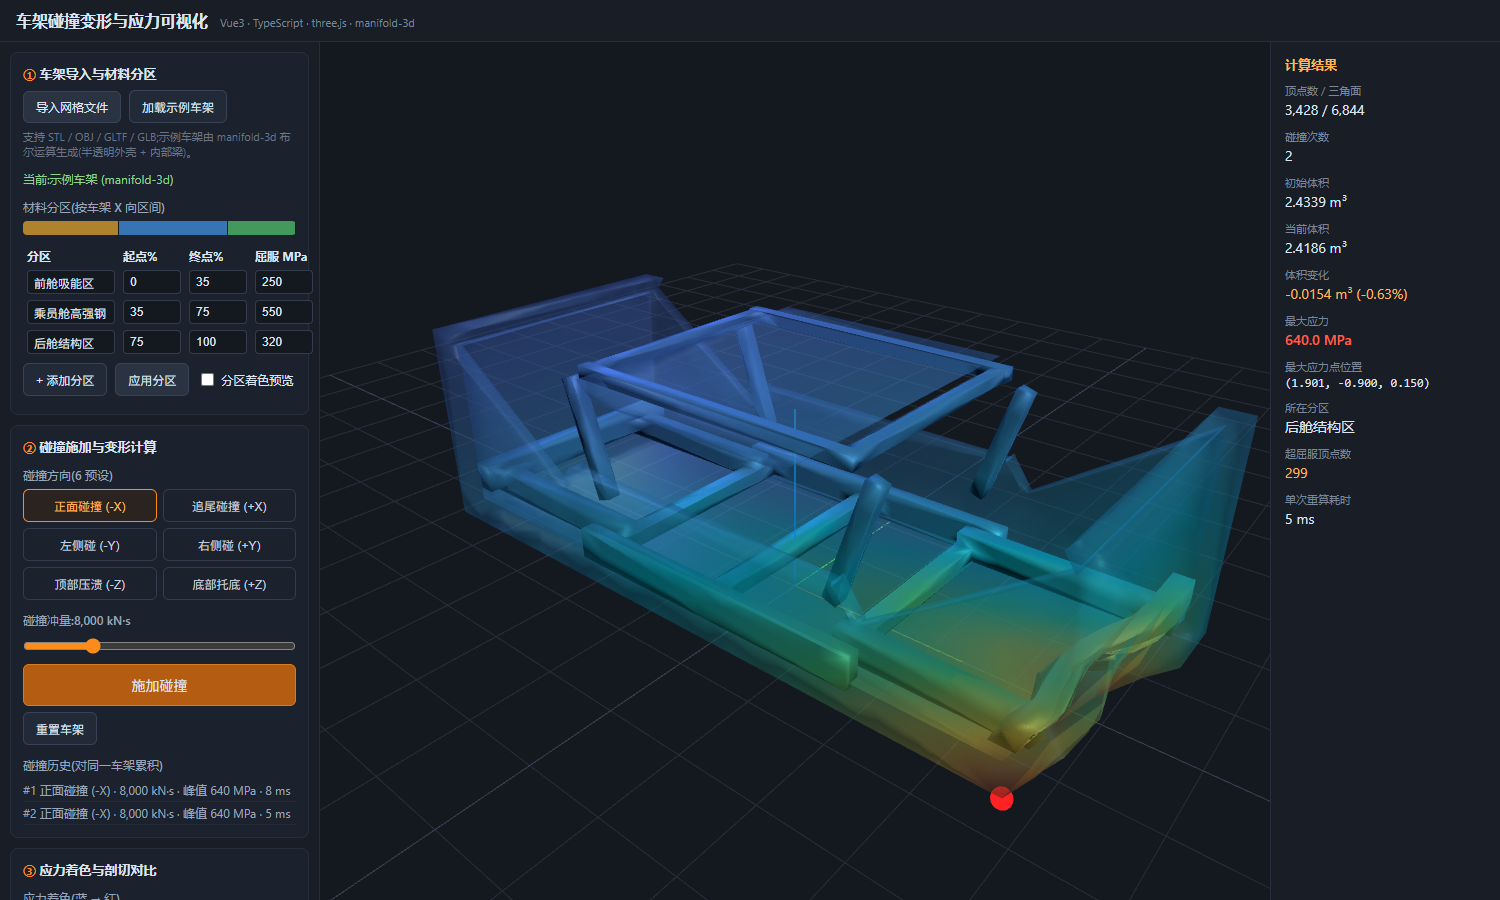 车架碰撞变形与应力可视化 Vue3 · TypeScript · three.js · manifold-3d
① 车架导入与材料分区
导入网格文件 加载示例车架
支持 STL / OBJ / GLTF / GLB;示例车架由 manifold-3d 布
尔运算生成(半透明外壳 + 内部梁)。
当前:示例车架 (manifold-3d)
材料分区(按车架 X 向区间)
分区 起点% 终点% 屈服 MPa
前舱吸能区 0 35 250
乘员舱高强钢 35 75 550
后舱结构区 75 100 320
+ 添加分区 应用分区 分区着色预览
② 碰撞施加与变形计算
碰撞方向(6 预设)
正面碰撞 (-X) 追尾碰撞 (+X)
左侧碰 (-Y) 右侧碰 (+Y)
顶部压溃 (-Z) 底部托底 (+Z)
碰撞冲量:8,000 kN·s
施加碰撞
重置车架
碰撞历史(对同一车架累积)
#1 正面碰撞 (-X) · 8,000 kN·s · 峰值 640 MPa · 8 ms
#2 正面碰撞 (-X) · 8,000 kN·s · 峰值 640 MPa · 5 ms
③ 应力着色与剖切对比
应力着色(蓝 → 红)
计算结果
顶点数 / 三角面
3,428 / 6,844
碰撞次数
2
初始体积
2.4339 m³
当前体积
2.4186 m³
体积变化
-0.0154 m³ (-0.63%)
最大应力
640.0 MPa
最大应力点位置
(1.901, -0.900, 0.150)
所在分区
后舱结构区
超屈服顶点数
299
单次重算耗时
5 ms